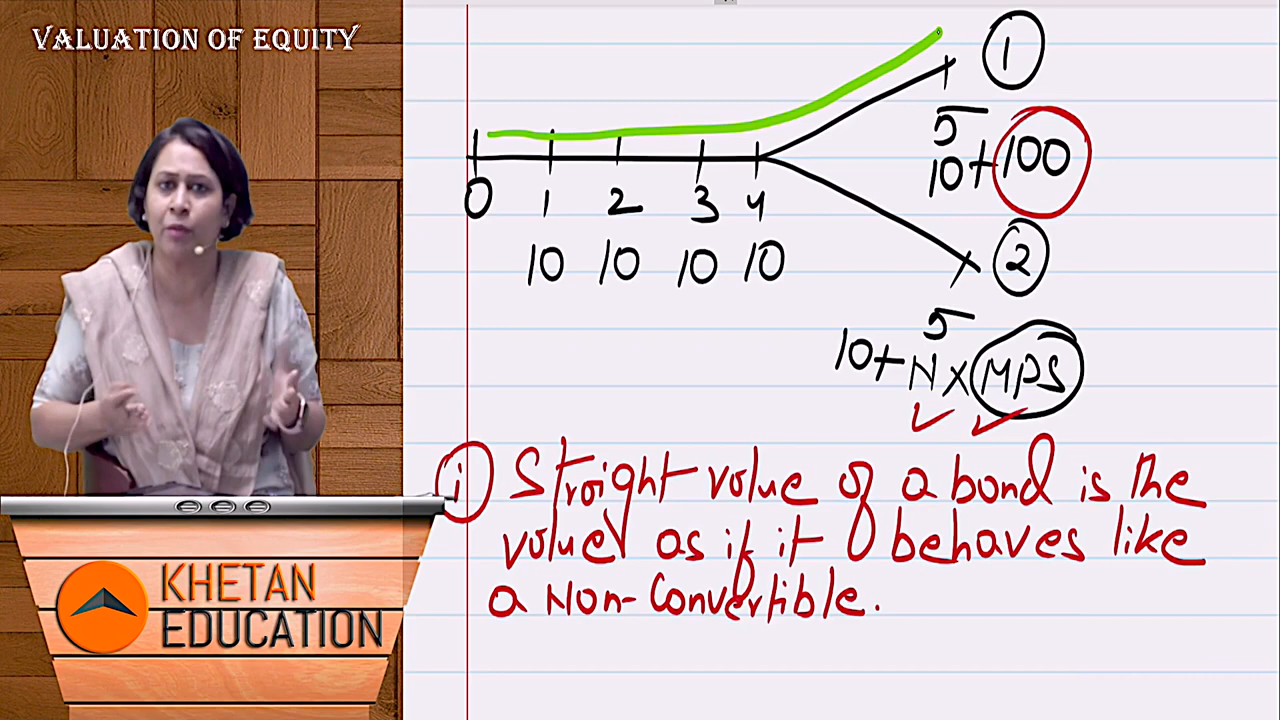 VALUATION OF EQUITY
1
5
10+100
0 1 2 3 4
10 10 10 10
2
5
10+N×MPS
i) Straight value of a bond is the
value as if it behaves like
a Non-Convertible.
KHETAN
EDUCATION